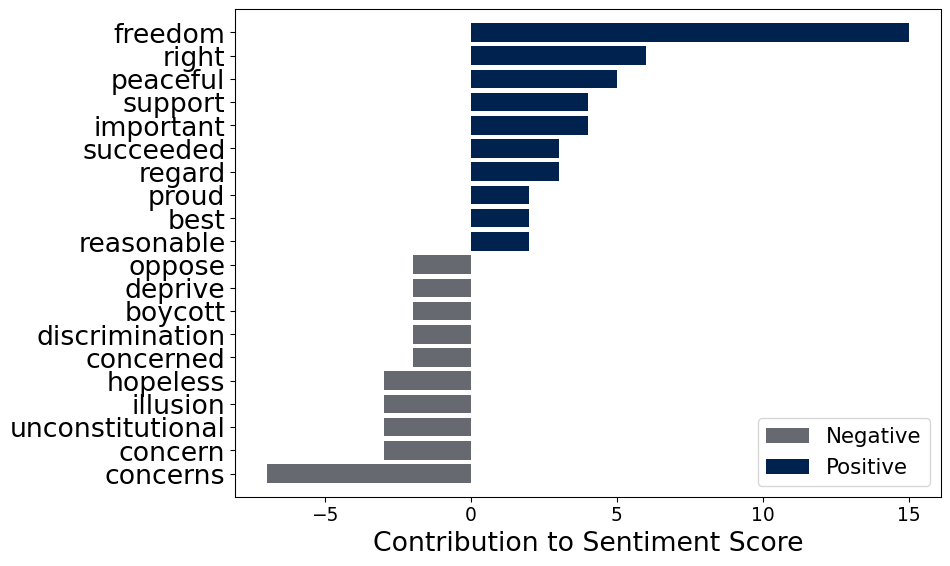 freedom
right
peaceful
support
important
succeeded
regard
proud
best
reasonable
oppose
deprive
boycott
discrimination
concerned
hopeless
illusion
unconstitutional
concern
concerns
Negative
Positive
−5 0 5 10 15
Contribution to Sentiment Score